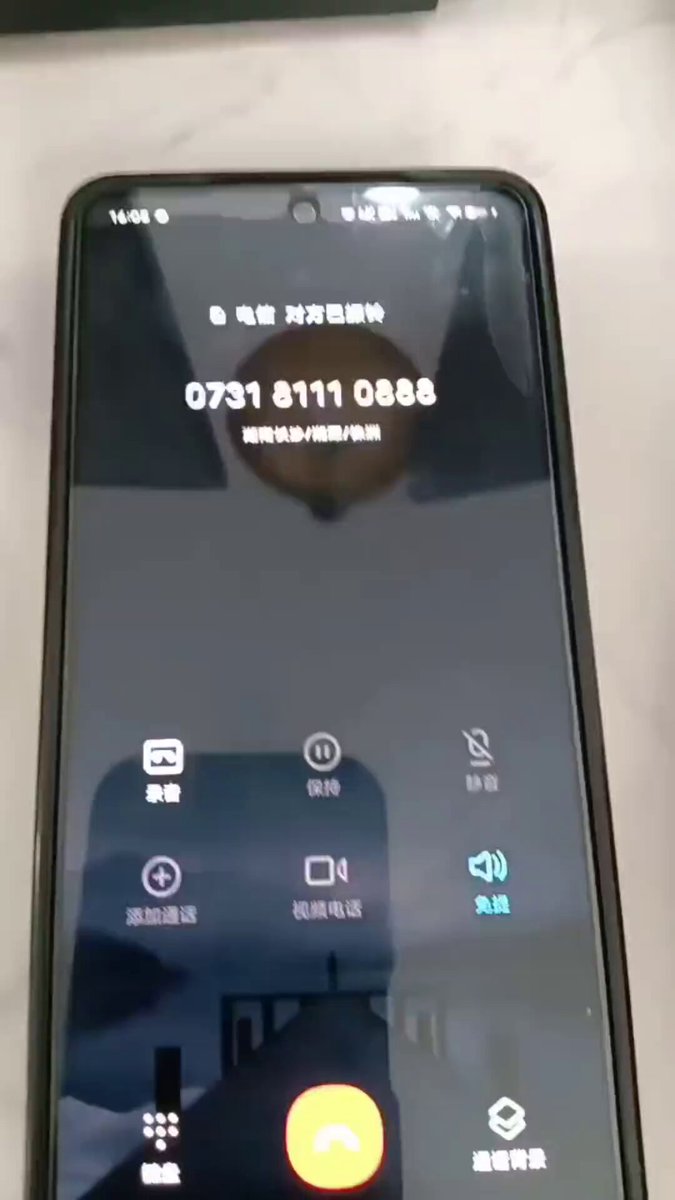 16:08
电信 对方已振铃
0731 8111 0888
湖南长沙/湘潭/株洲
录音 保持 静音
添加通话 视频电话 免提
键盘 通话背景